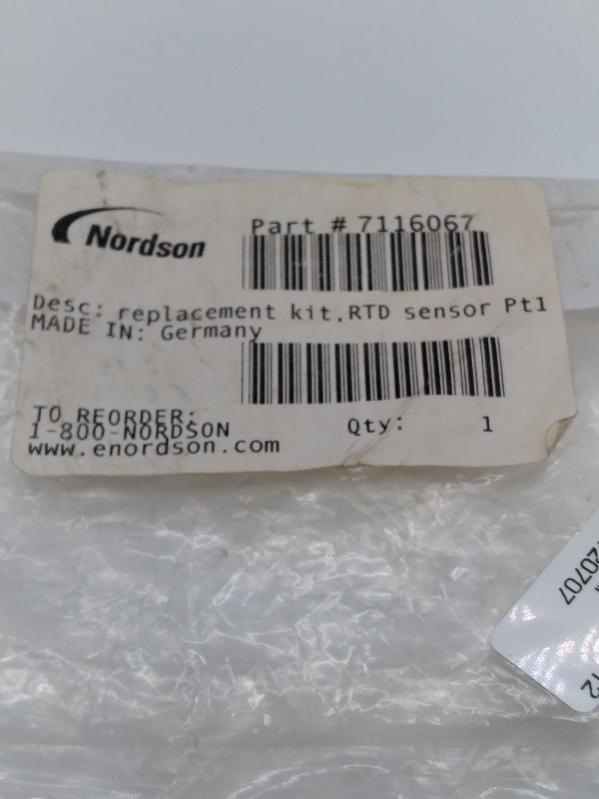 Nordson
Part # 7116067
Desc: replacement kit,RTD sensor Pt1
MADE IN: Germany
TO REORDER:
1-800-NORDSON
Qty: 1
www.enordson.com
20707